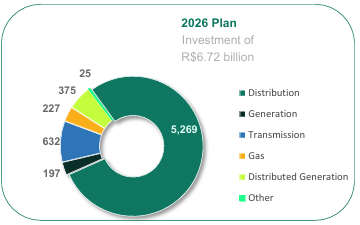 2026 Plan
Investment of
R$6.72 billion
25
375
227
632
197
5,269
Distribution
Generation
Transmission
Gas
Distributed Generation
Other